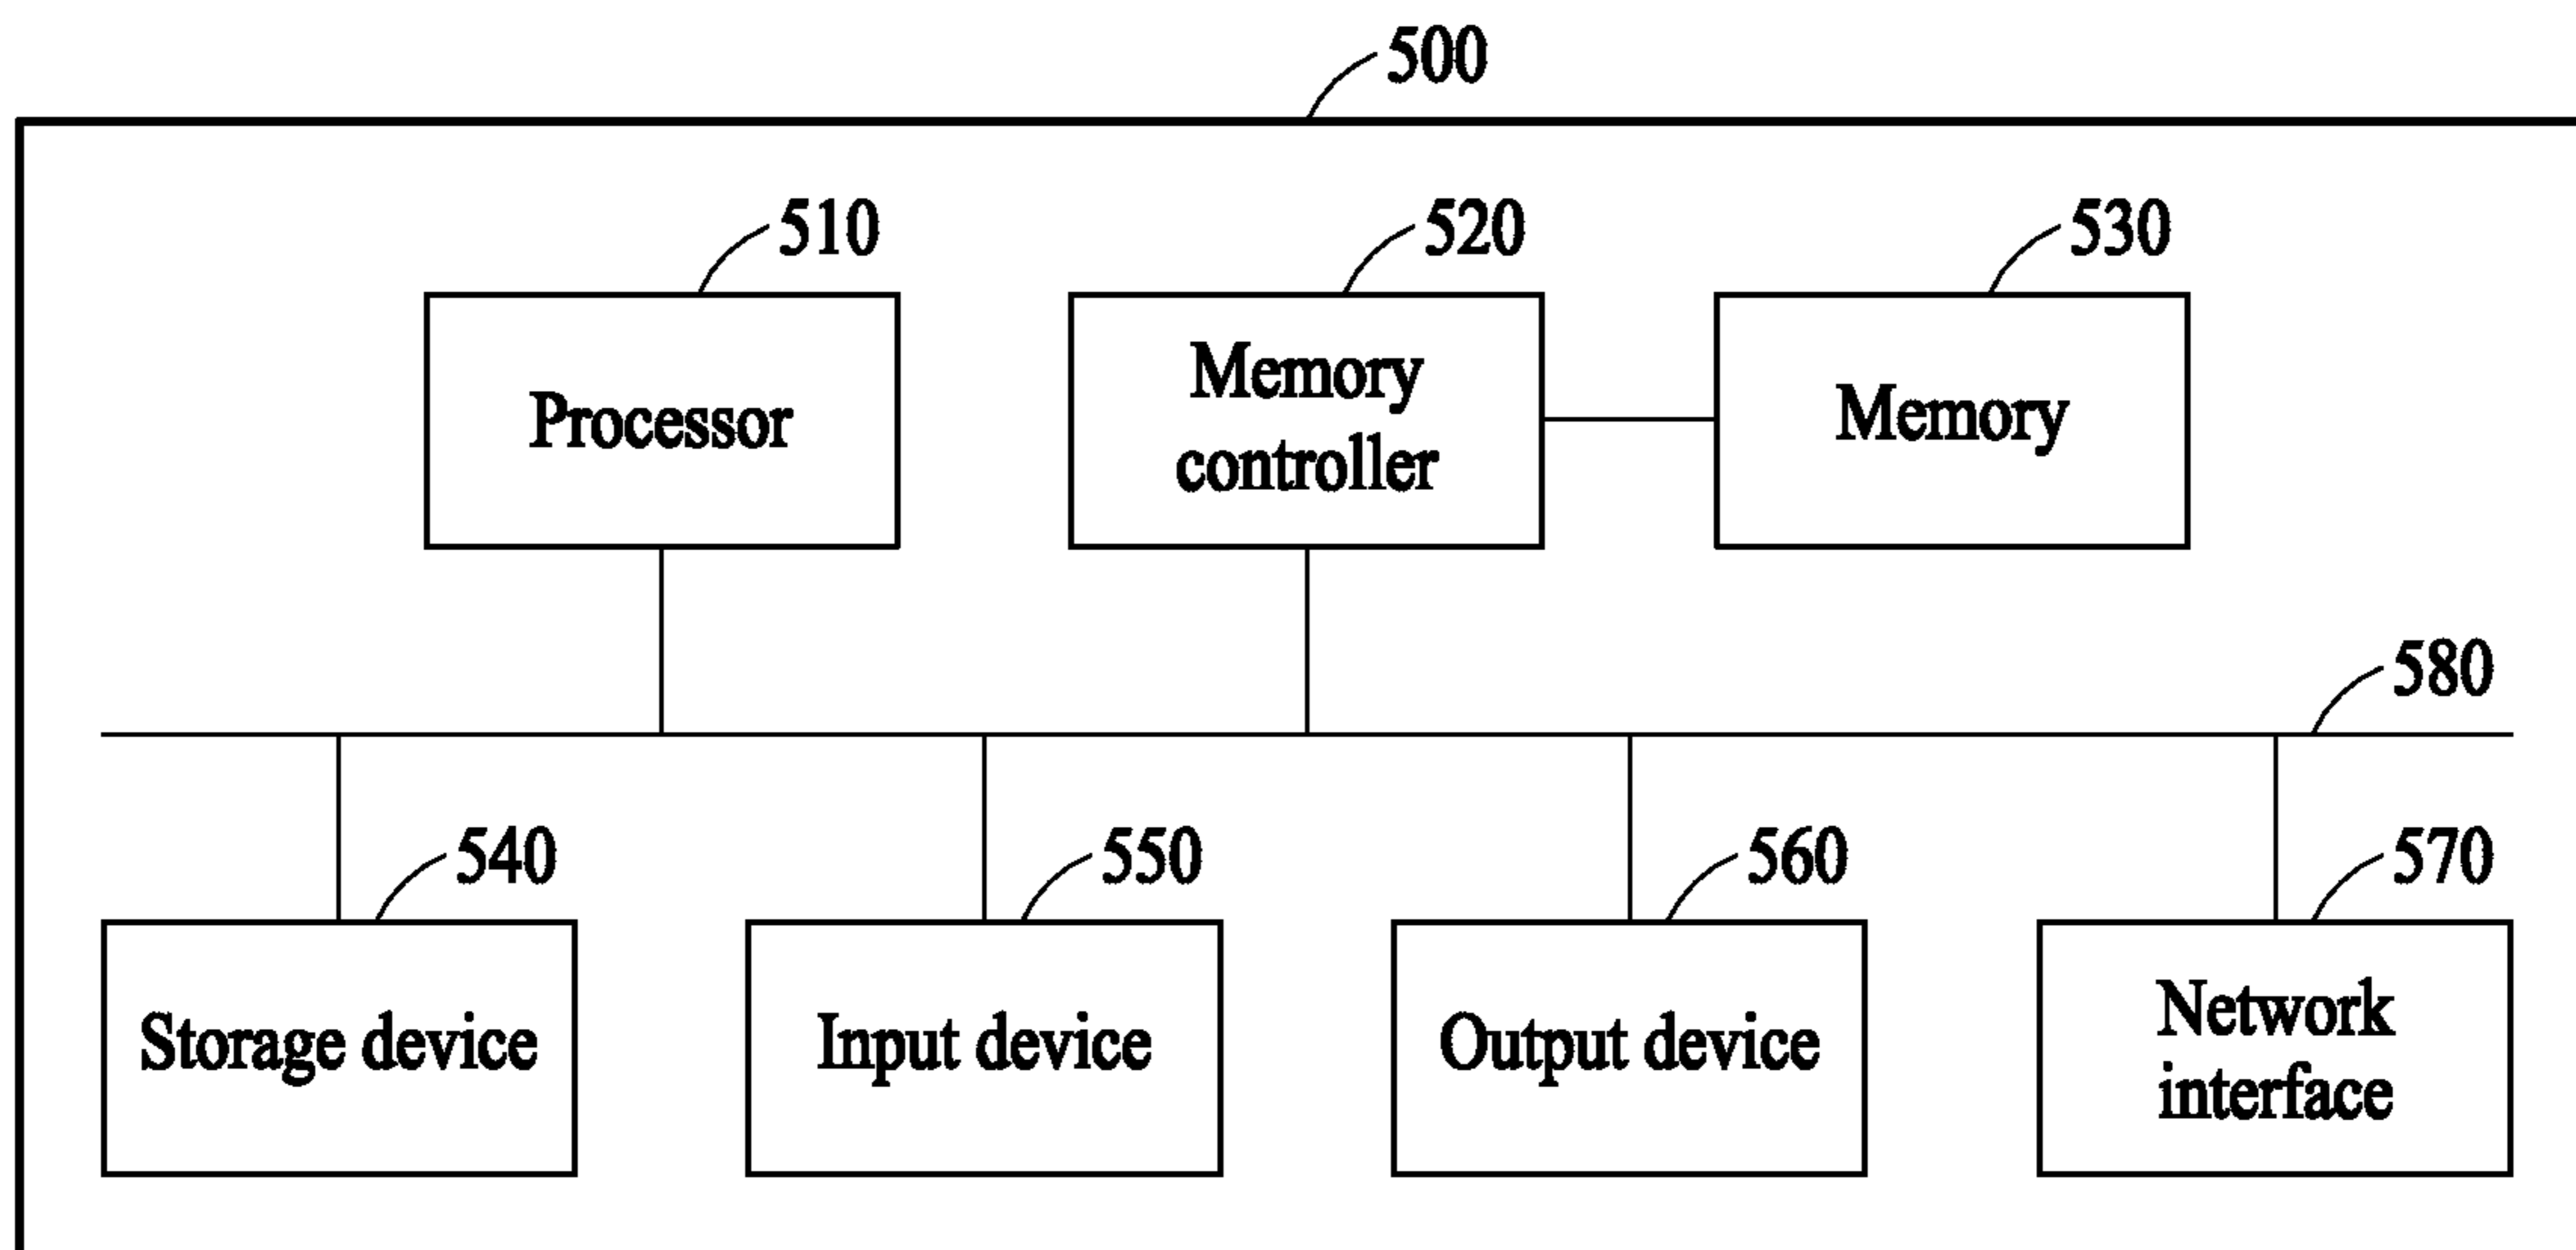 500
510
520
530
Processor
Memory
controller
Memory
580
540
550
560
570
Storage device
Input device
Output device
Network
interface